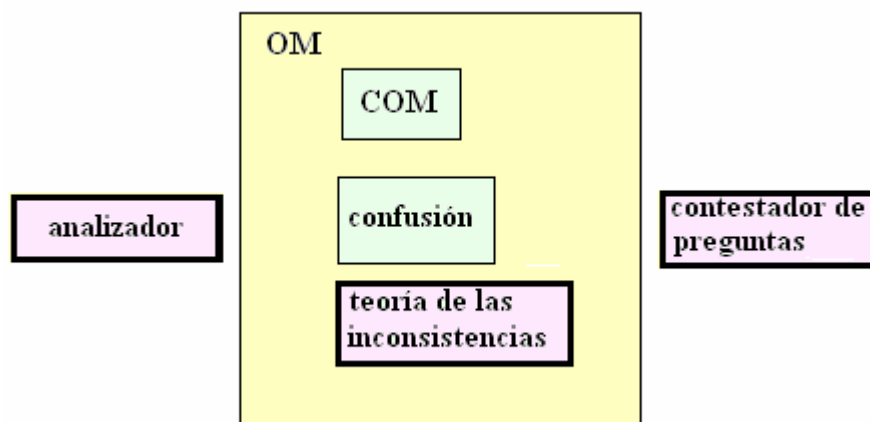 OM
COM
analizador
confusión
contestador de
preguntas
teoría de las
inconsistencias